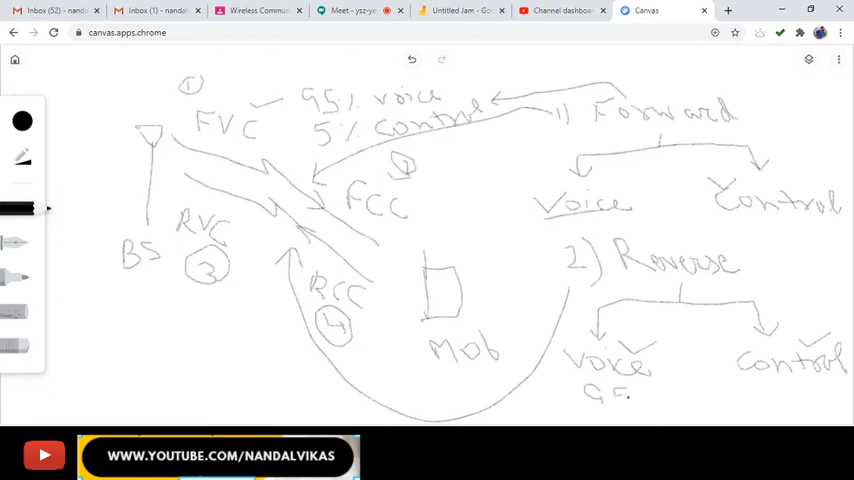 Inbox (52) - nanda
Inbox (1) - nandal
Wireless Commun
Meet - ysz-ye
Untitled Jam - Goo
Channel dashboa
Canvas
canvas.apps.chrome
1
FVC
95% voice
5% Control
1) Forward
Voice
Control
2
FCC
BS
RVC
3
RCC
4
Mob
2) Reverse
Voice
Control
95
WWW.YOUTUBE.COM/NANDALVIKAS